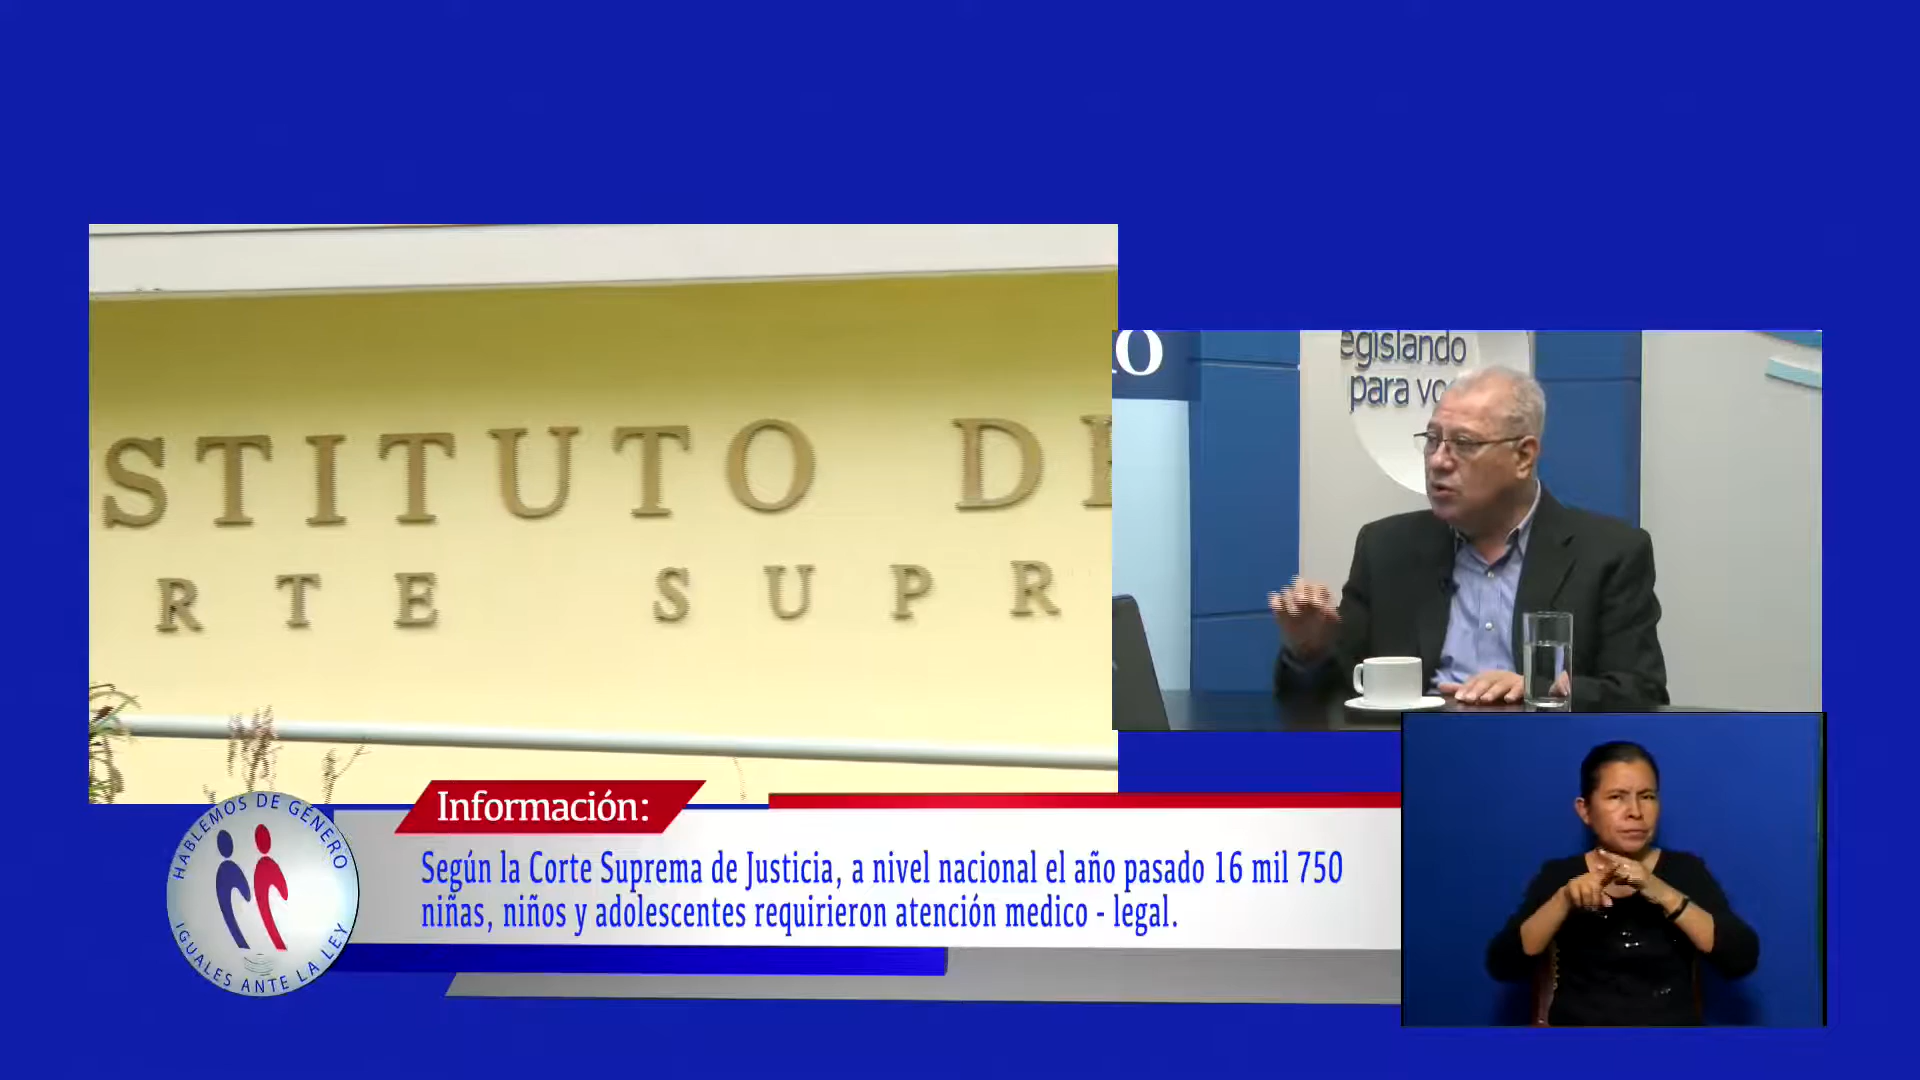 STITUTO DE
RTE SUPR
egislando
para vo
Información:
Según la Corte Suprema de Justicia, a nivel nacional el año pasado 16 mil 750
niñas, niños y adolescentes requirieron atención medico - legal.
HABLEMOS DE GÉNERO
IGUALES ANTE LA LEY